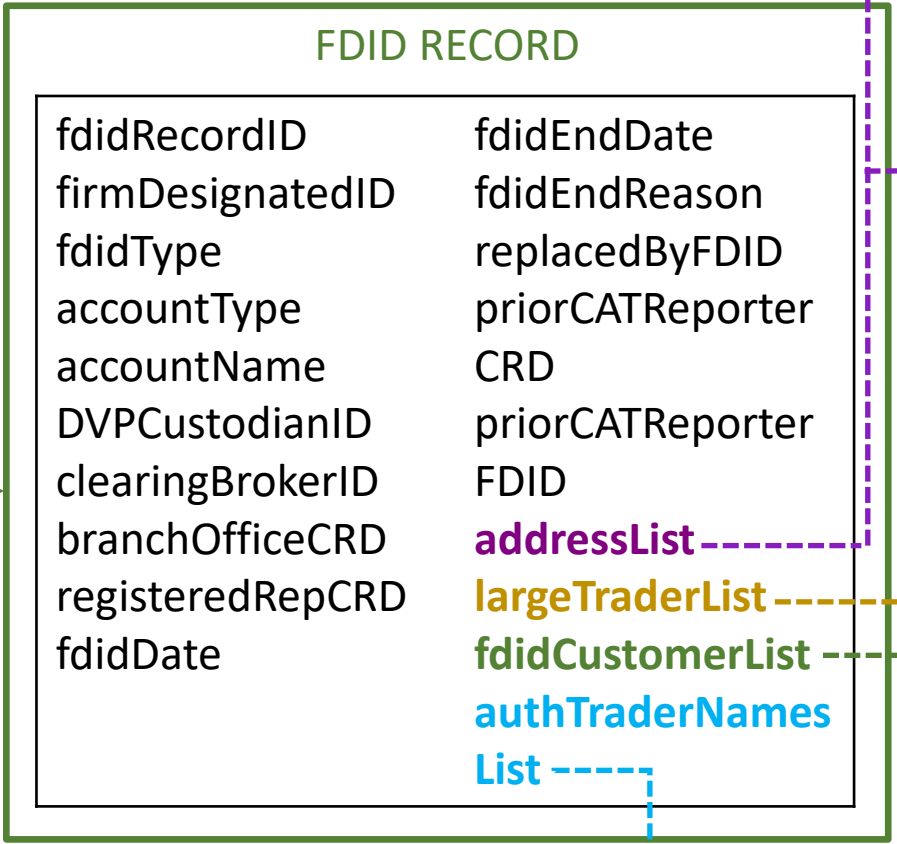 FDID RECORD
fdidRecordID
firmDesignatedID
fdidType
accountType
accountName
DVPCustodianID
clearingBrokerID
branchOfficeCRD
registeredRepCRD
fdidDate
fdidEndDate
fdidEndReason
replacedByFDID
priorCATReporter
CRD
priorCATReporter
FDID
addressList
largeTraderList
fdidCustomerList
authTraderNames
List